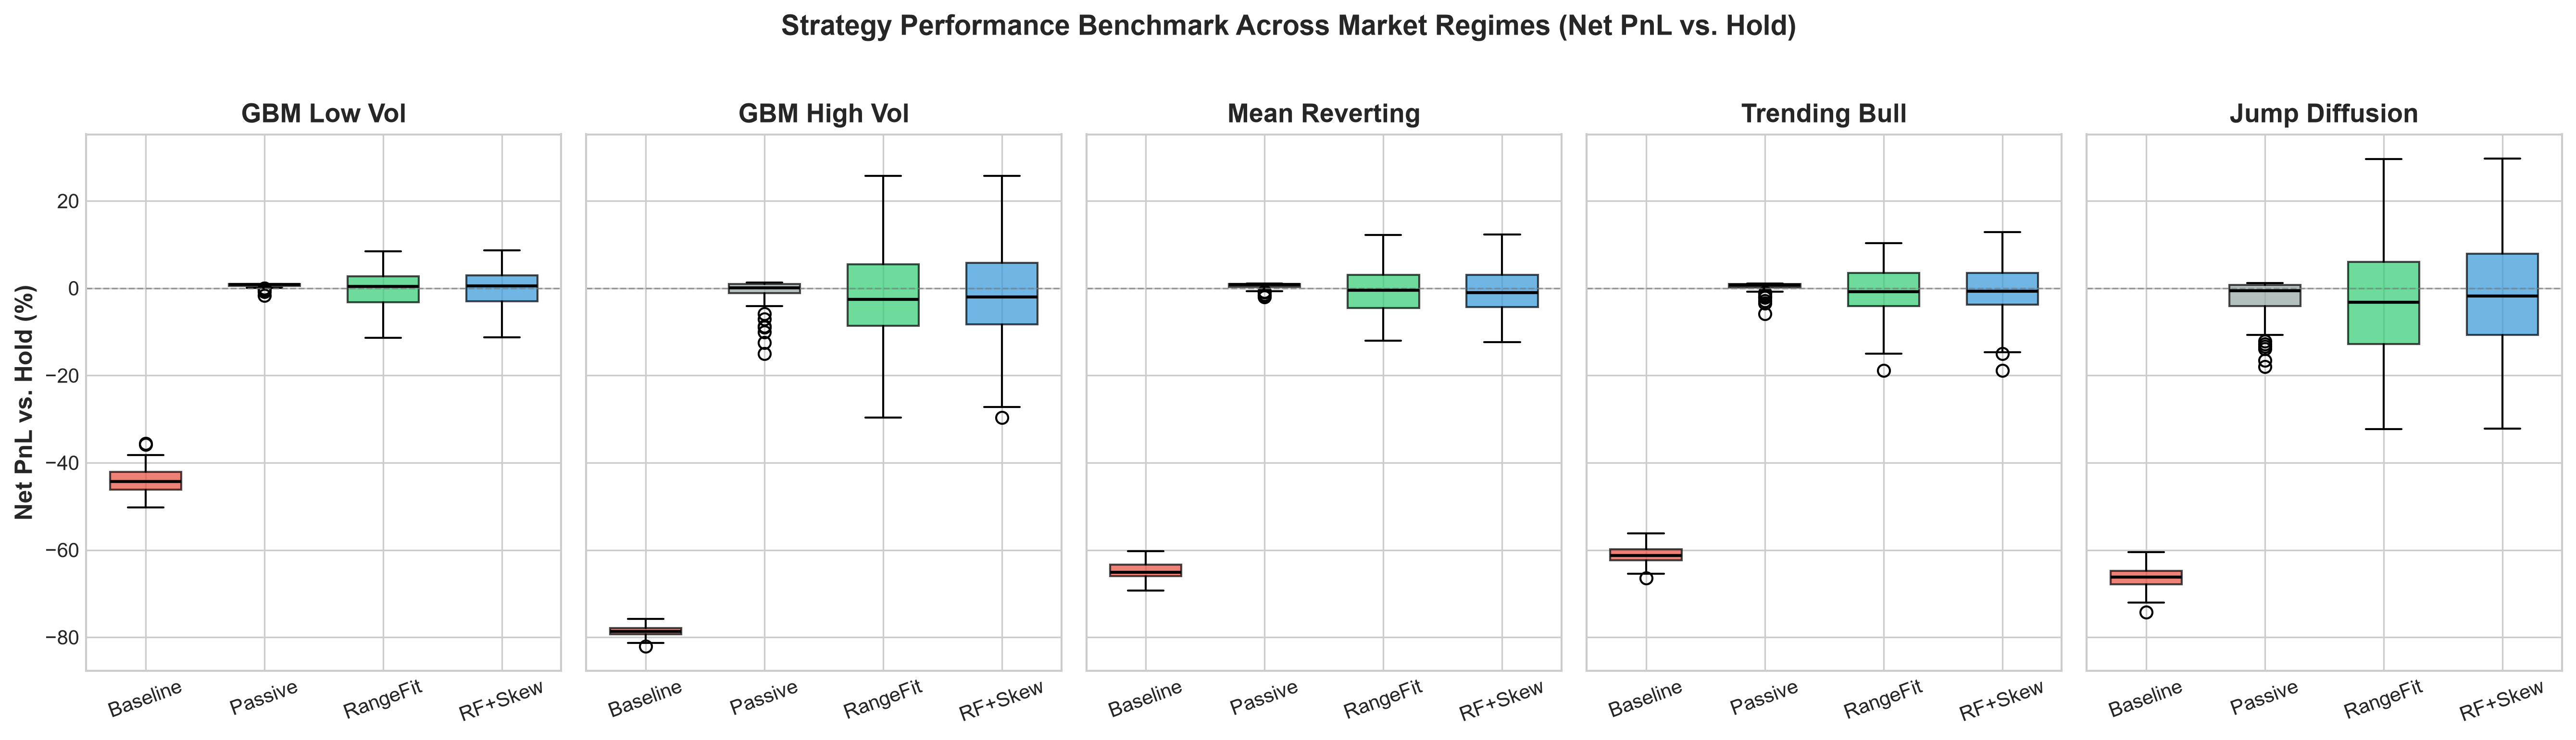 Strategy Performance Benchmark Across Market Regimes (Net PnL vs. Hold)
GBM Low Vol
GBM High Vol
Mean Reverting
Trending Bull
Jump Diffusion
Net PnL vs. Hold (%)
20
0
−20
−40
−60
−80
Baseline
Passive
RangeFit
RF+Skew
Baseline
Passive
RangeFit
RF+Skew
Baseline
Passive
RangeFit
RF+Skew
Baseline
Passive
RangeFit
RF+Skew
Baseline
Passive
RangeFit
RF+Skew